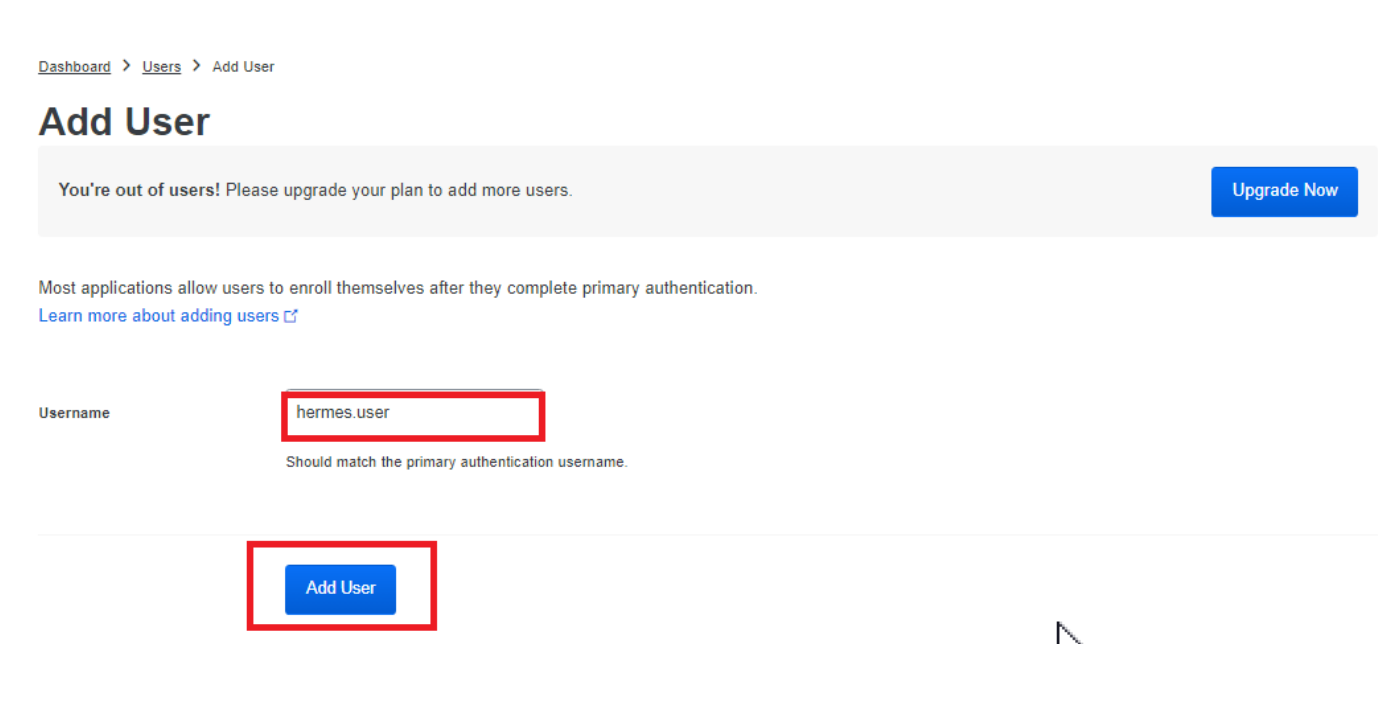 Dashboard > Users > Add User
Add User
You're out of users! Please upgrade your plan to add more users.
Upgrade Now
Most applications allow users to enroll themselves after they complete primary authentication.
Learn more about adding users
Username
hermes.user
Should match the primary authentication username.
Add User